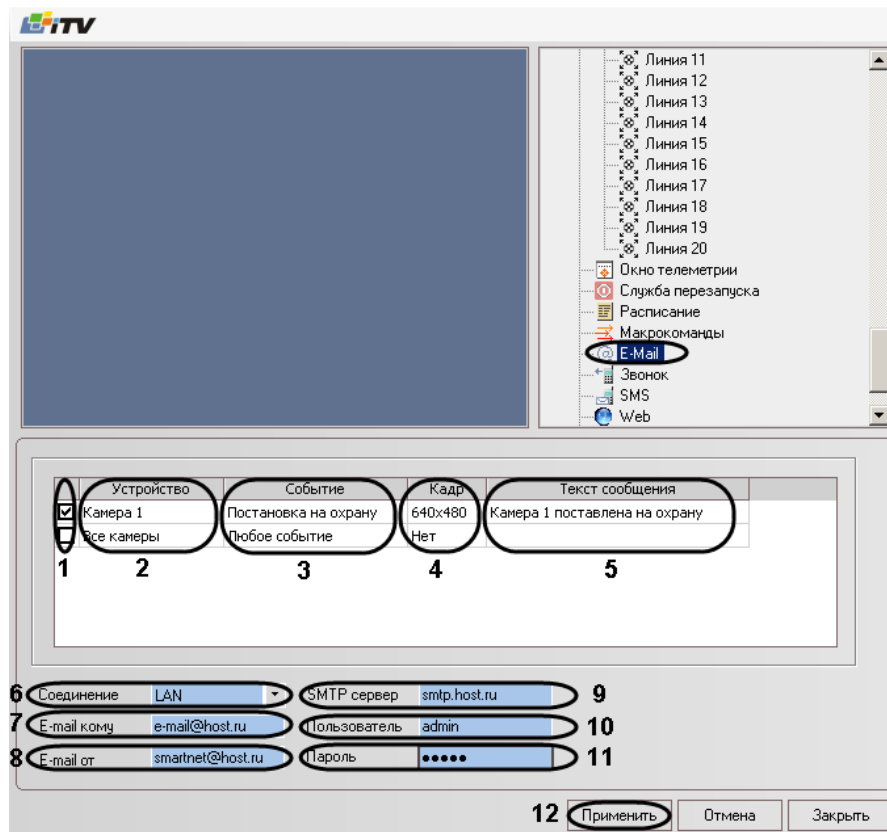 iTV
Линия 11
Линия 12
Линия 13
Линия 14
Линия 15
Линия 16
Линия 17
Линия 18
Линия 19
Линия 20
Окно телеметрии
Служба перезапуска
Расписание
Макрокоманды
E-Mail
Звонок
SMS
Web
Устройство Событие Кадр Текст сообщения
Камера 1 Постановка на охрану 640x480 Камера 1 поставлена на охрану
Все камеры Любое событие Нет
1 2 3 4 5
6 Соединение LAN SMTP сервер smtp.host.ru 9
7 E-mail кому e-mail@host.ru Пользователь admin 10
8 E-mail от smartnet@host.ru Пароль ●●●●● 11
12 Применить Отмена Закрыть